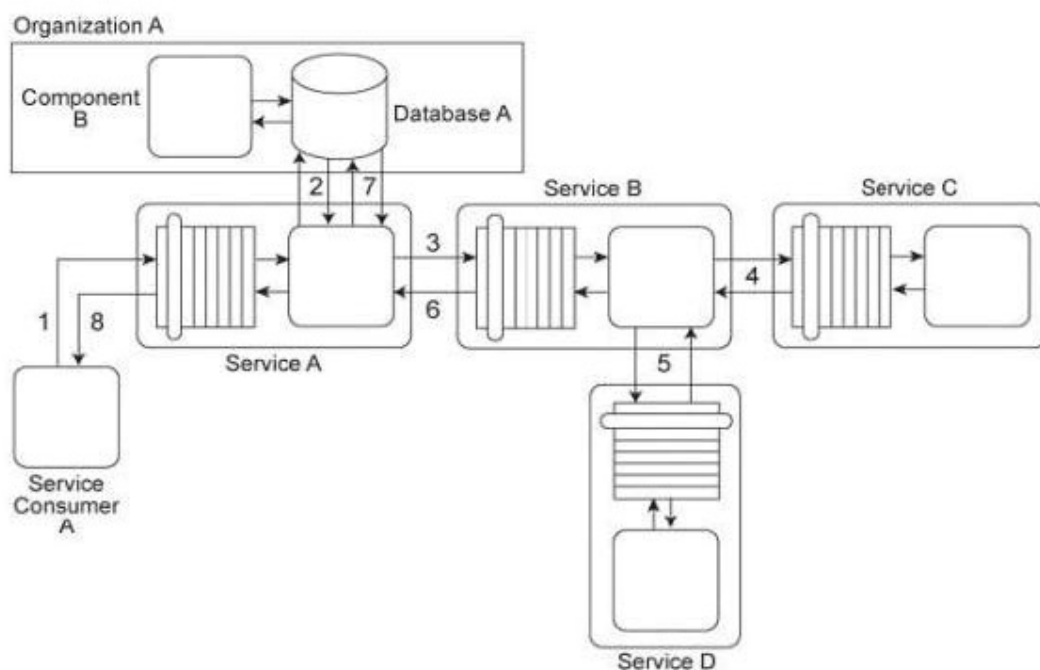 Organization A
Component
B
Database A
2
7
Service B
Service C
3
4
6
1
8
Service A
5
Service
Consumer
A
Service D